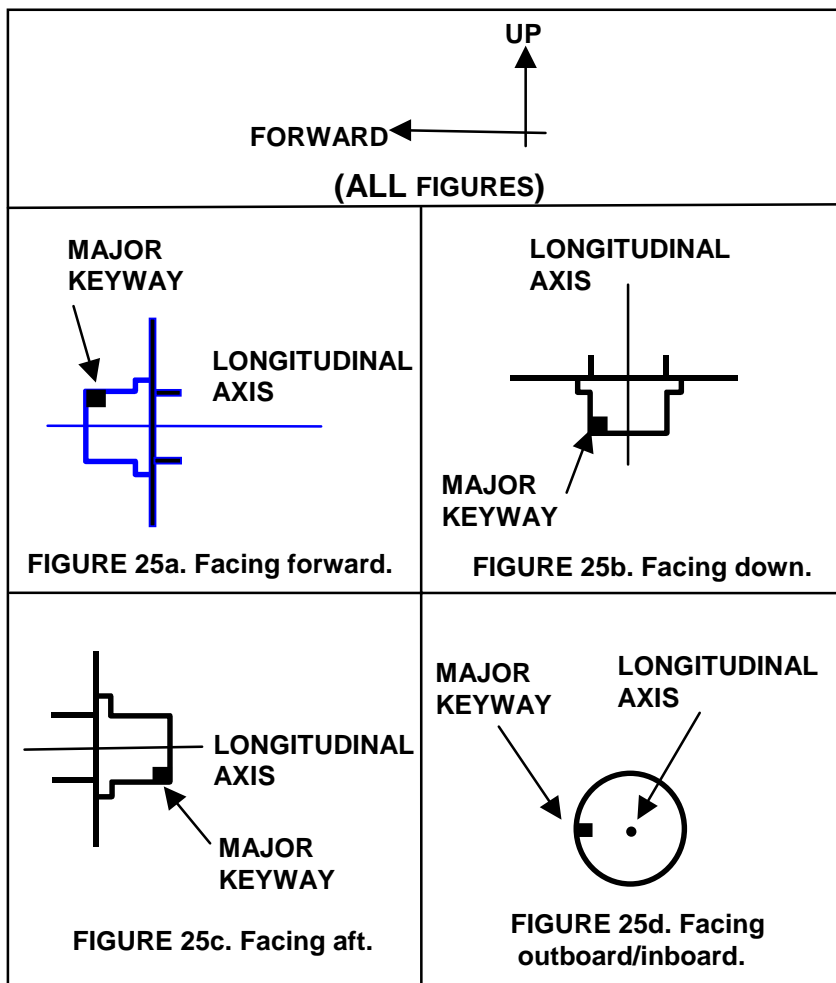 UP
FORWARD
(ALL FIGURES)
MAJOR
KEYWAY
LONGITUDINAL
AXIS
FIGURE 25a. Facing forward.
LONGITUDINAL
AXIS
MAJOR
KEYWAY
FIGURE 25b. Facing down.
LONGITUDINAL
AXIS
MAJOR
KEYWAY
FIGURE 25c. Facing aft.
MAJOR
KEYWAY
LONGITUDINAL
AXIS
FIGURE 25d. Facing
outboard/inboard.